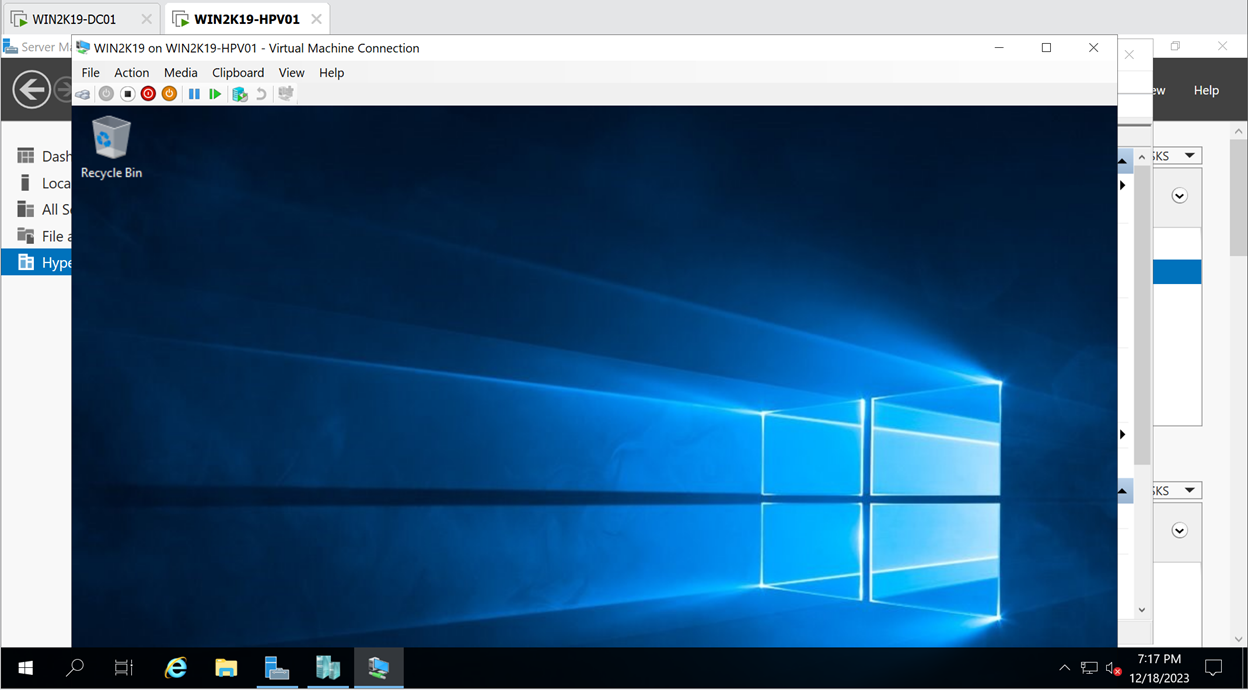 WIN2K19-DC01
WIN2K19-HPV01
Server Ma
WIN2K19 on WIN2K19-HPV01 - Virtual Machine Connection
File Action Media Clipboard View Help
ew Help
Recycle Bin
Dash
Loca
All Se
File a
Hype
SKS
SKS
7:17 PM
12/18/2023